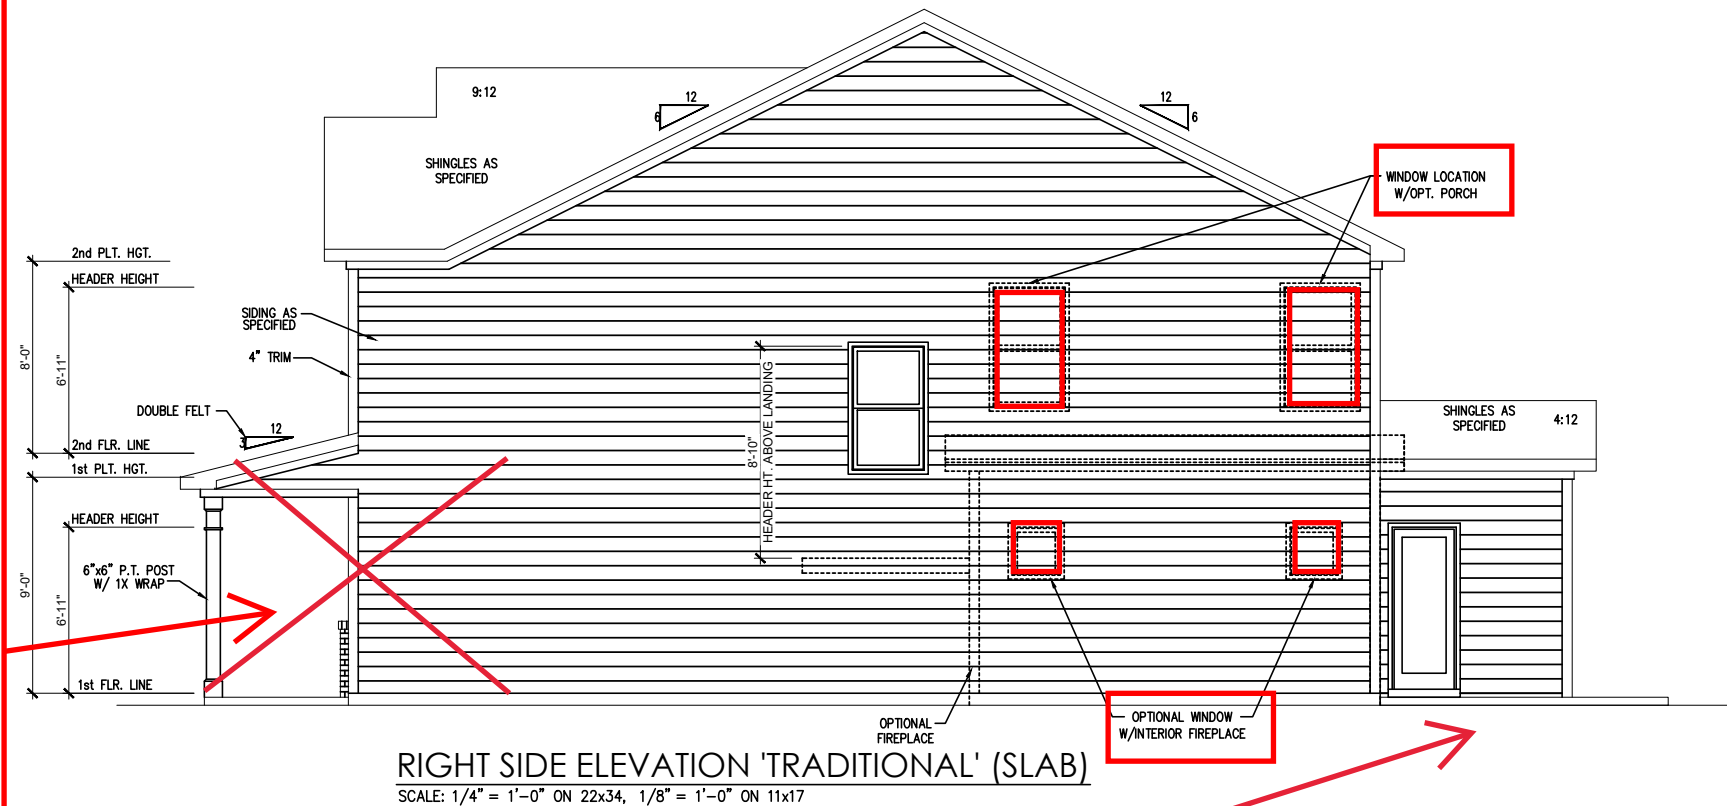 9:12
12
6
12
6
SHINGLES AS
SPECIFIED
WINDOW LOCATION
W/OPT. PORCH
2nd PLT. HGT.
HEADER HEIGHT
SIDING AS
SPECIFIED
4" TRIM
8'-0"
6'-11"
DOUBLE FELT
12
3
2nd FLR. LINE
1st PLT. HGT.
8'-10"
HEADER HT. ABOVE LANDING
SHINGLES AS
SPECIFIED
4:12
HEADER HEIGHT
6"x6" P.T. POST
W/ 1X WRAP
9'-0"
6'-11"
1st FLR. LINE
OPTIONAL
FIREPLACE
OPTIONAL WINDOW
W/INTERIOR FIREPLACE
RIGHT SIDE ELEVATION 'TRADITIONAL' (SLAB)
SCALE: 1/4" = 1'-0" ON 22x34, 1/8" = 1'-0" ON 11x17